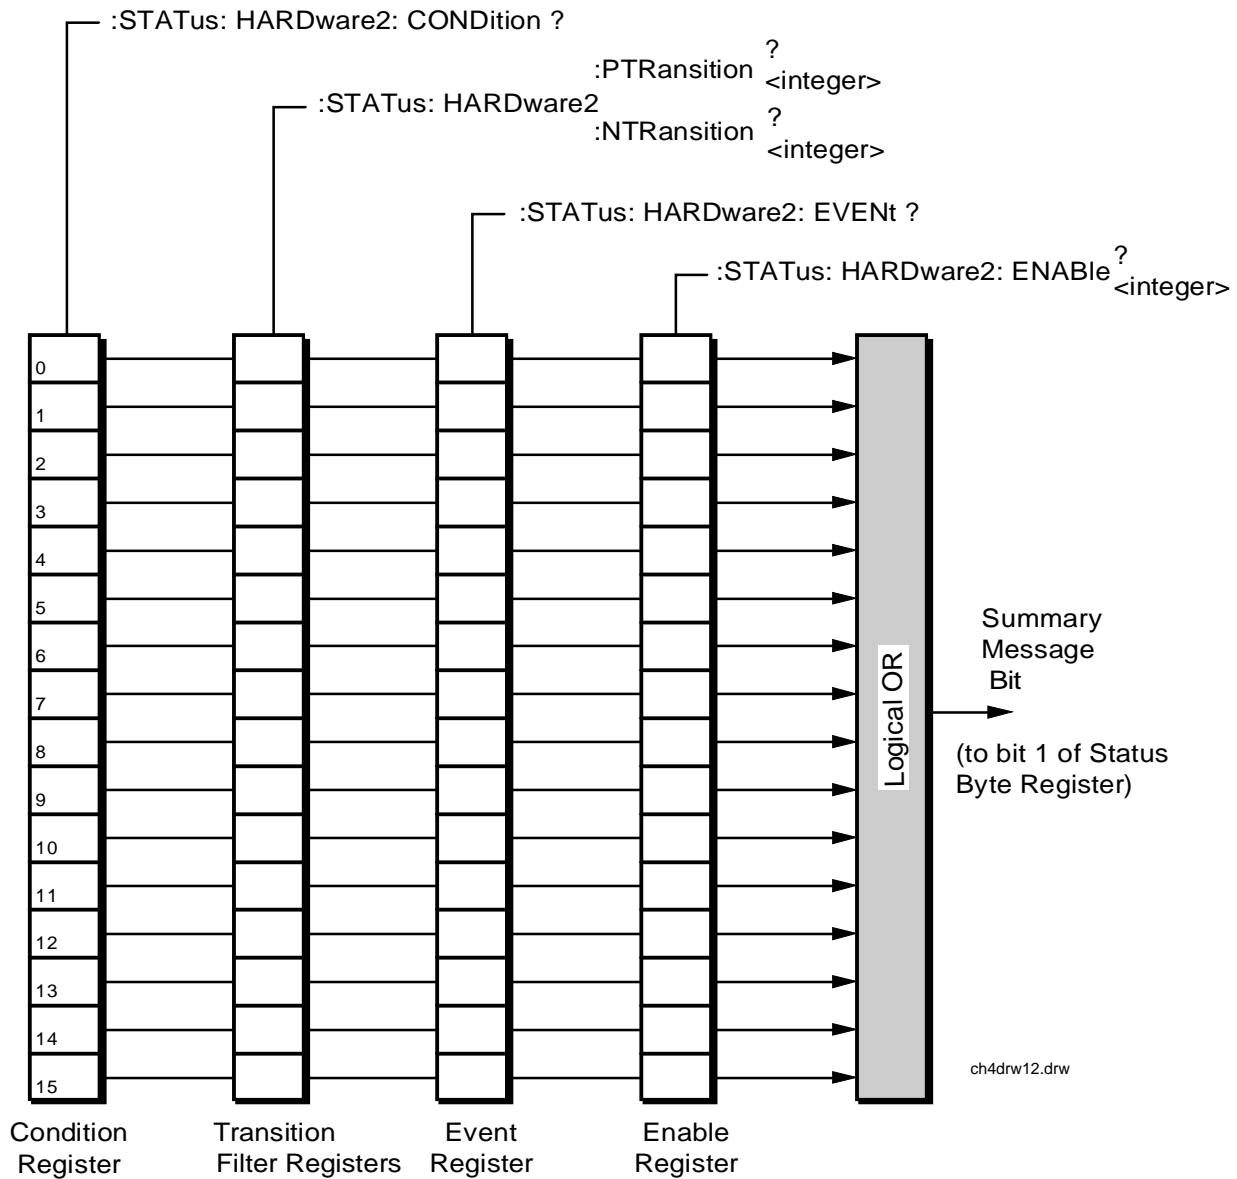 :STATus: HARDware2: CONDition ?
:PTRansition ?
<integer>
:STATus: HARDware2
:NTRansition ?
<integer>
:STATus: HARDware2: EVENt ?
:STATus: HARDware2: ENABle ?
<integer>
0
1
2
3
4
5
6
7
8
9
10
11
12
13
14
15
Logical OR
Summary
Message
Bit
(to bit 1 of Status
Byte Register)
ch4drw12.drw
Condition
Register
Transition
Filter Registers
Event
Register
Enable
Register